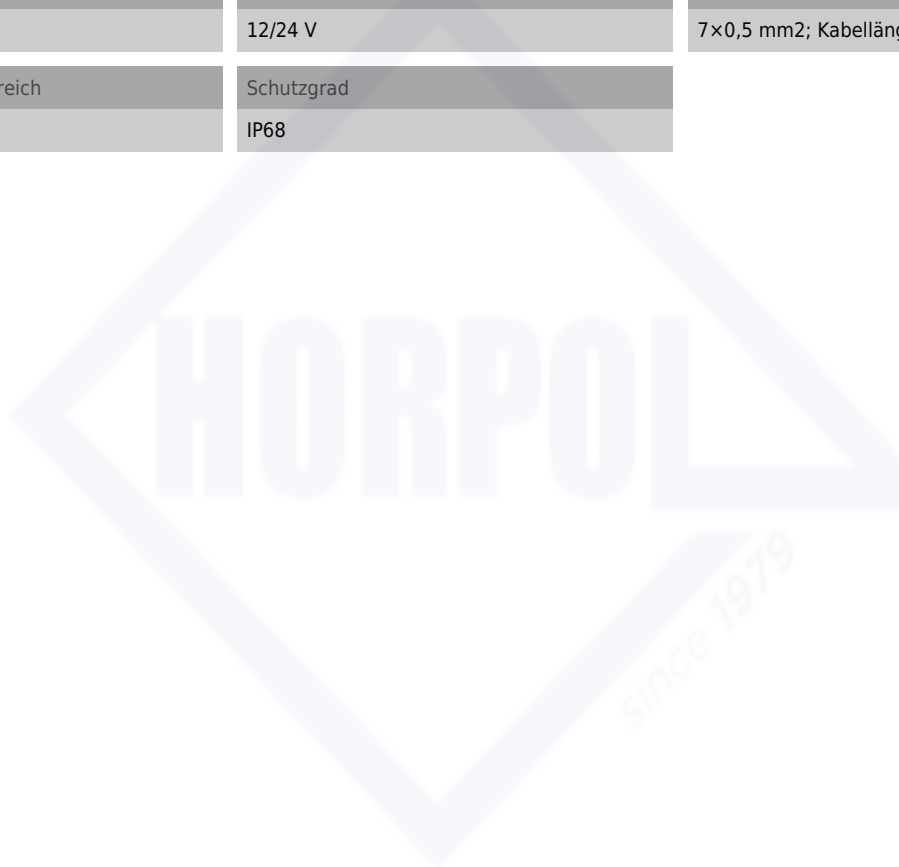 12/24 V
7×0,5 mm2; Kabelläng
reich
Schutzgrad
IP68
HORPOL
since 1979